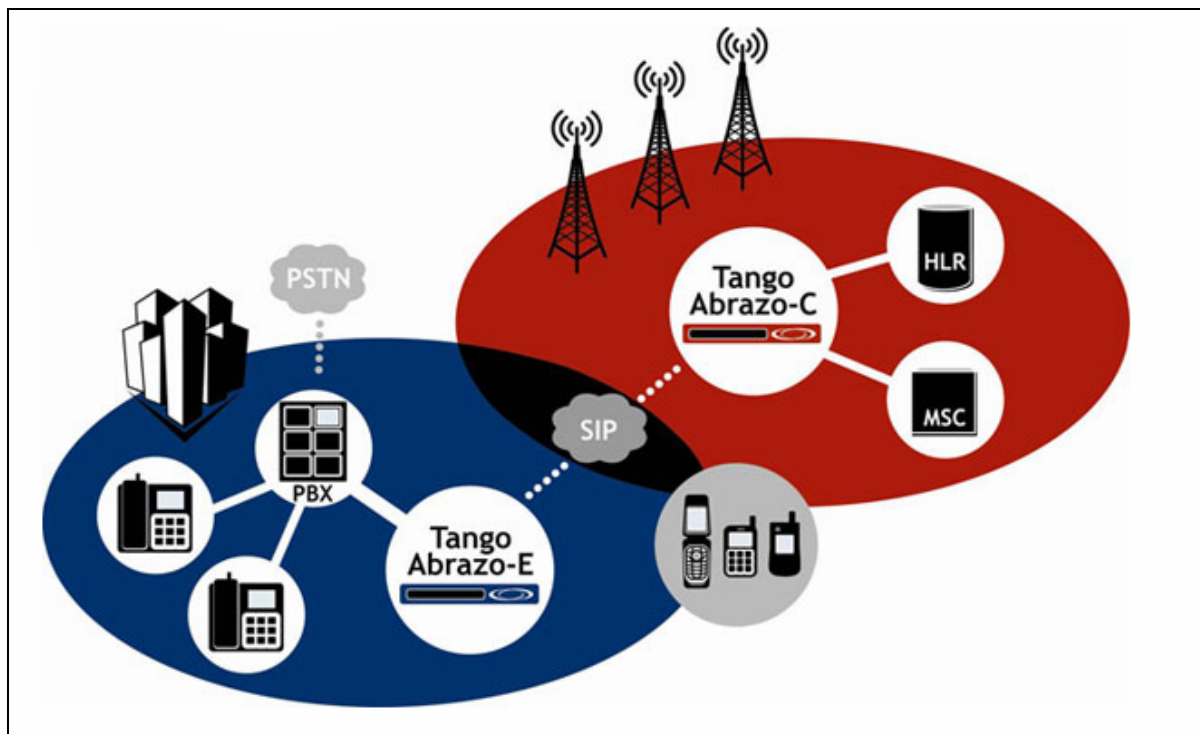 PSTN
Tango
Abrazo-C
HLR
MSC
SIP
PBX
Tango
Abrazo-E